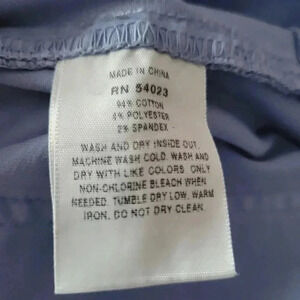 MADE IN CHINA
RN 54023
94% COTTON
4% POLYESTER
2% SPANDEX
WASH AND DRY INSIDE OUT.
MACHINE WASH COLD. WASH AND
DRY WITH LIKE COLORS ONLY
NON-CHLORINE BLEACH WHEN
NEEDED. TUMBLE DRY LOW. WARM
IRON. DO NOT DRY CLEAN.